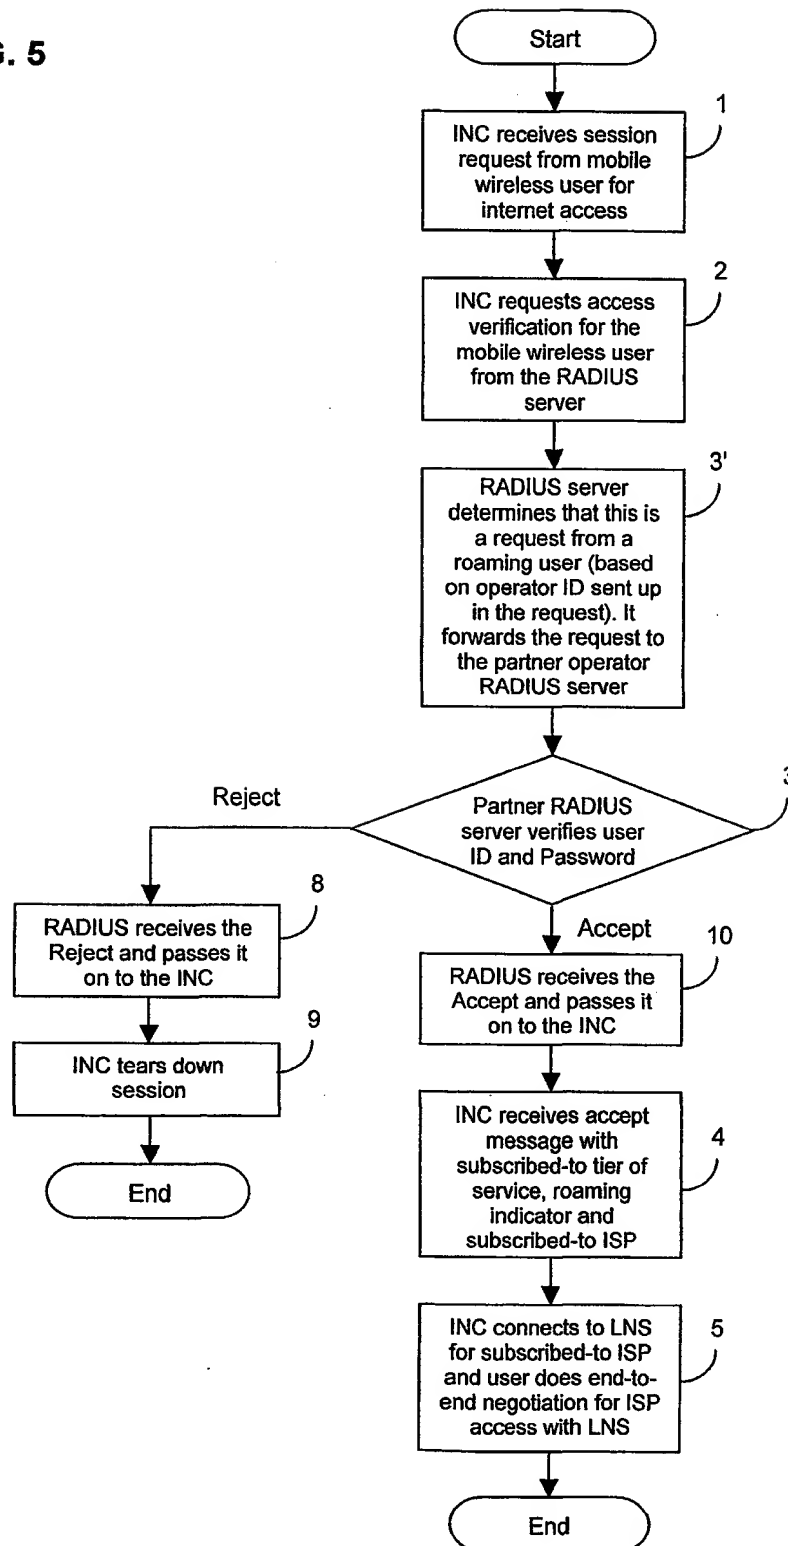 G. 5
Start
1
INC receives session
request from mobile
wireless user for
internet access
2
INC requests access
verification for the
mobile wireless user
from the RADIUS
server
3'
RADIUS server
determines that this is
a request from a
roaming user (based
on operator ID sent up
in the request). It
forwards the request to
the partner operator
RADIUS server
3
Partner RADIUS
server verifies user
ID and Password
Reject
8
RADIUS receives the
Reject and passes it
on to the INC
9
INC tears down
session
End
Accept
10
RADIUS receives the
Accept and passes it
on to the INC
4
INC receives accept
message with
subscribed-to tier of
service, roaming
indicator and
subscribed-to ISP
5
INC connects to LNS
for subscribed-to ISP
and user does end-to-
end negotiation for ISP
access with LNS
End